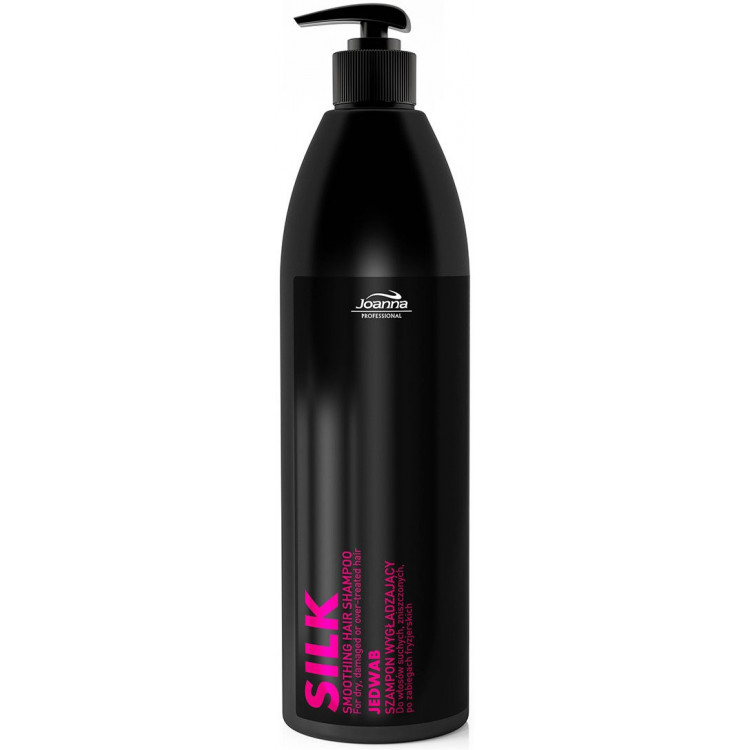 Joanna
PROFESSIONAL
SILK
SMOOTHING HAIR SHAMPOO
For dry, damaged or over-treated hair
JEDWAB
SZAMPON WYGŁADZAJĄCY
Do włosów suchych, zniszczonych,
po zabiegach fryzjerskich